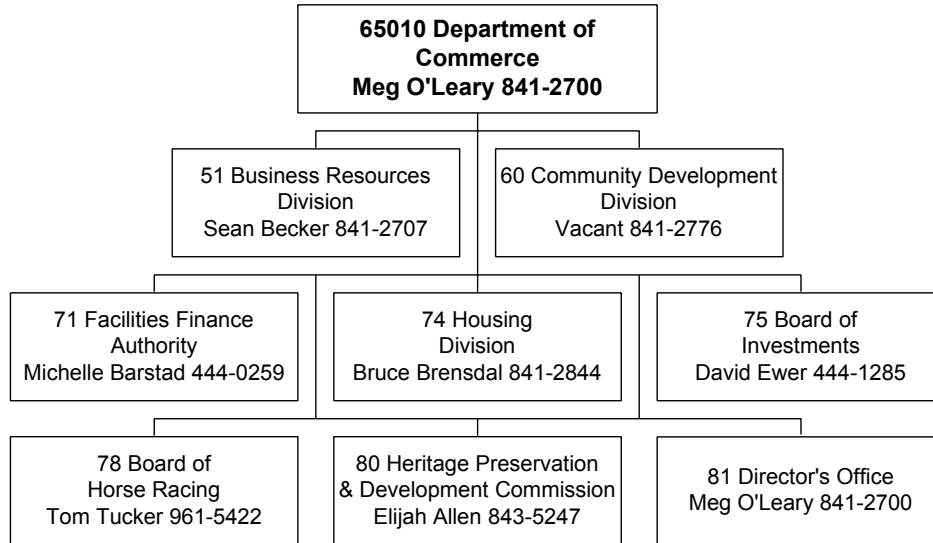 65010 Department of
Commerce
Meg O'Leary 841-2700
51 Business Resources
Division
Sean Becker 841-2707
60 Community Development
Division
Vacant 841-2776
71 Facilities Finance
Authority
Michelle Barstad 444-0259
74 Housing
Division
Bruce Brensdal 841-2844
75 Board of
Investments
David Ewer 444-1285
78 Board of
Horse Racing
Tom Tucker 961-5422
80 Heritage Preservation
& Development Commission
Elijah Allen 843-5247
81 Director's Office
Meg O'Leary 841-2700